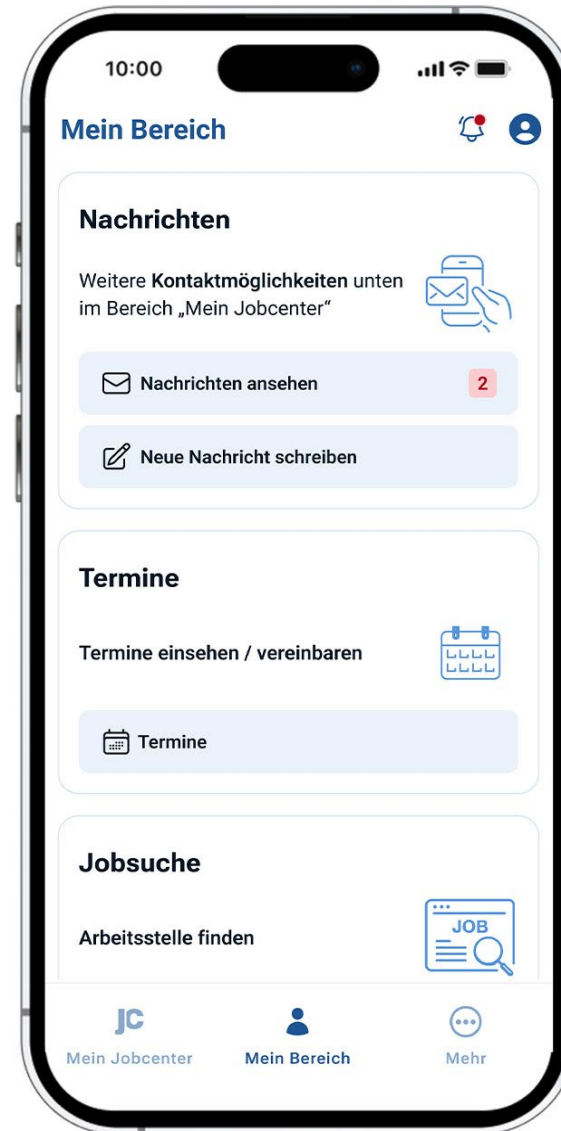 10:00
Mein Bereich
Nachrichten
Weitere Kontaktmöglichkeiten unten
im Bereich „Mein Jobcenter“
Nachrichten ansehen 2
Neue Nachricht schreiben
Termine
Termine einsehen / vereinbaren
Termine
Jobsuche
Arbeitsstelle finden
JOB
JC
Mein Jobcenter Mein Bereich Mehr